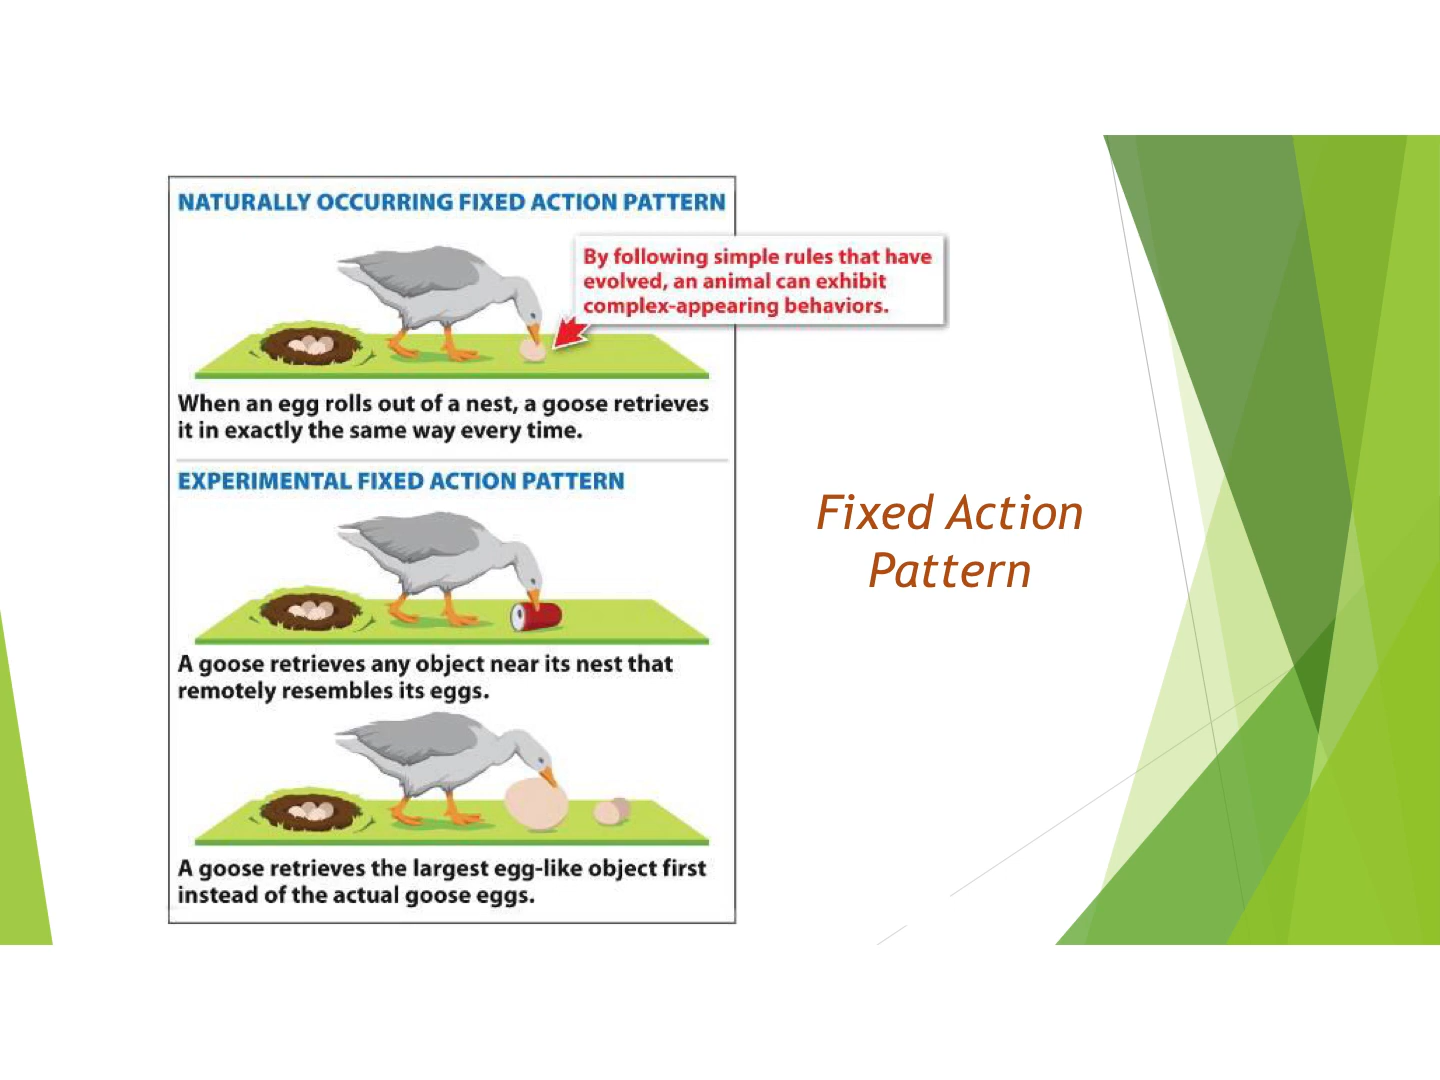 NATURALLY OCCURRING FIXED ACTION PATTERN
By following simple rules that have
evolved, an animal can exhibit
complex-appearing behaviors.
When an egg rolls out of a nest, a goose retrieves
it in exactly the same way every time.
EXPERIMENTAL FIXED ACTION PATTERN
A goose retrieves any object near its nest that
remotely resembles its eggs.
A goose retrieves the largest egg-like object first
instead of the actual goose eggs.
Fixed Action
Pattern